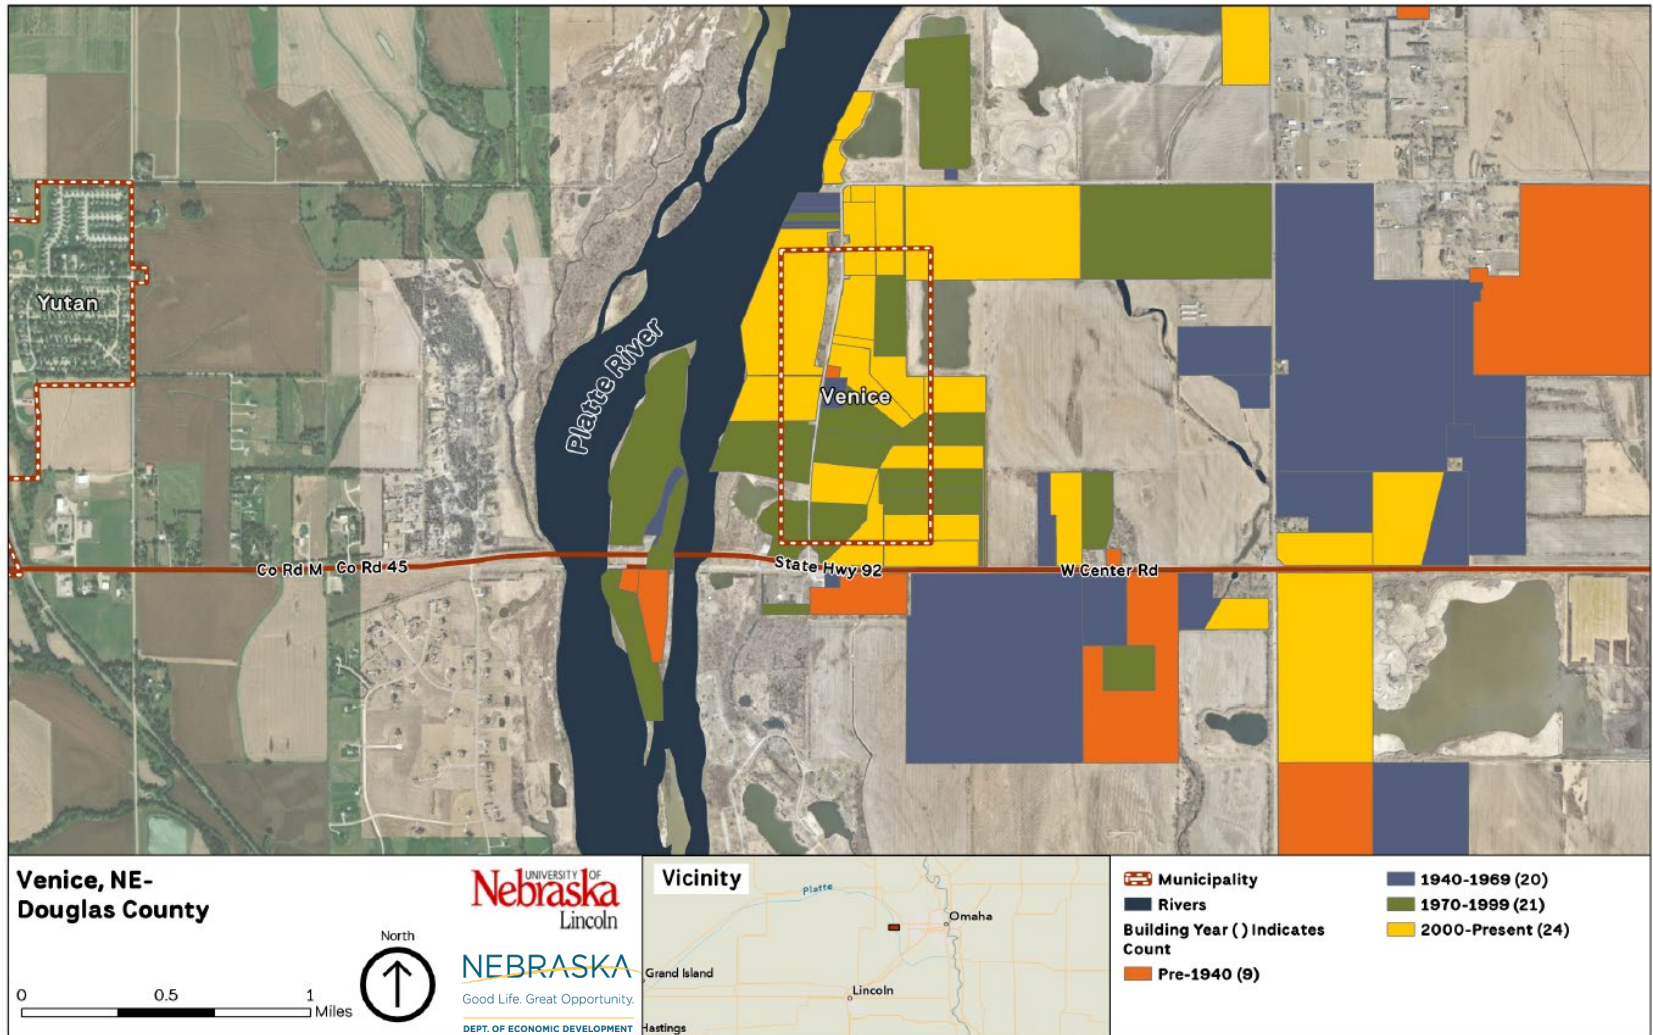 Yutan
Platte River
Venice
Co Rd M
Co Rd 45
State Hwy 92
W Center Rd
Venice, NE-
Douglas County
North
0 0.5 1
Miles
UNIVERSITY OF
Nebraska
Lincoln
NEBRASKA
Good Life. Great Opportunity.
DEPT. OF ECONOMIC DEVELOPMENT
Vicinity
Platte
Omaha
Grand Island
Lincoln
Hastings
Municipality
Rivers
Building Year ( ) Indicates
Count
Pre-1940 (9)
1940-1969 (20)
1970-1999 (21)
2000-Present (24)